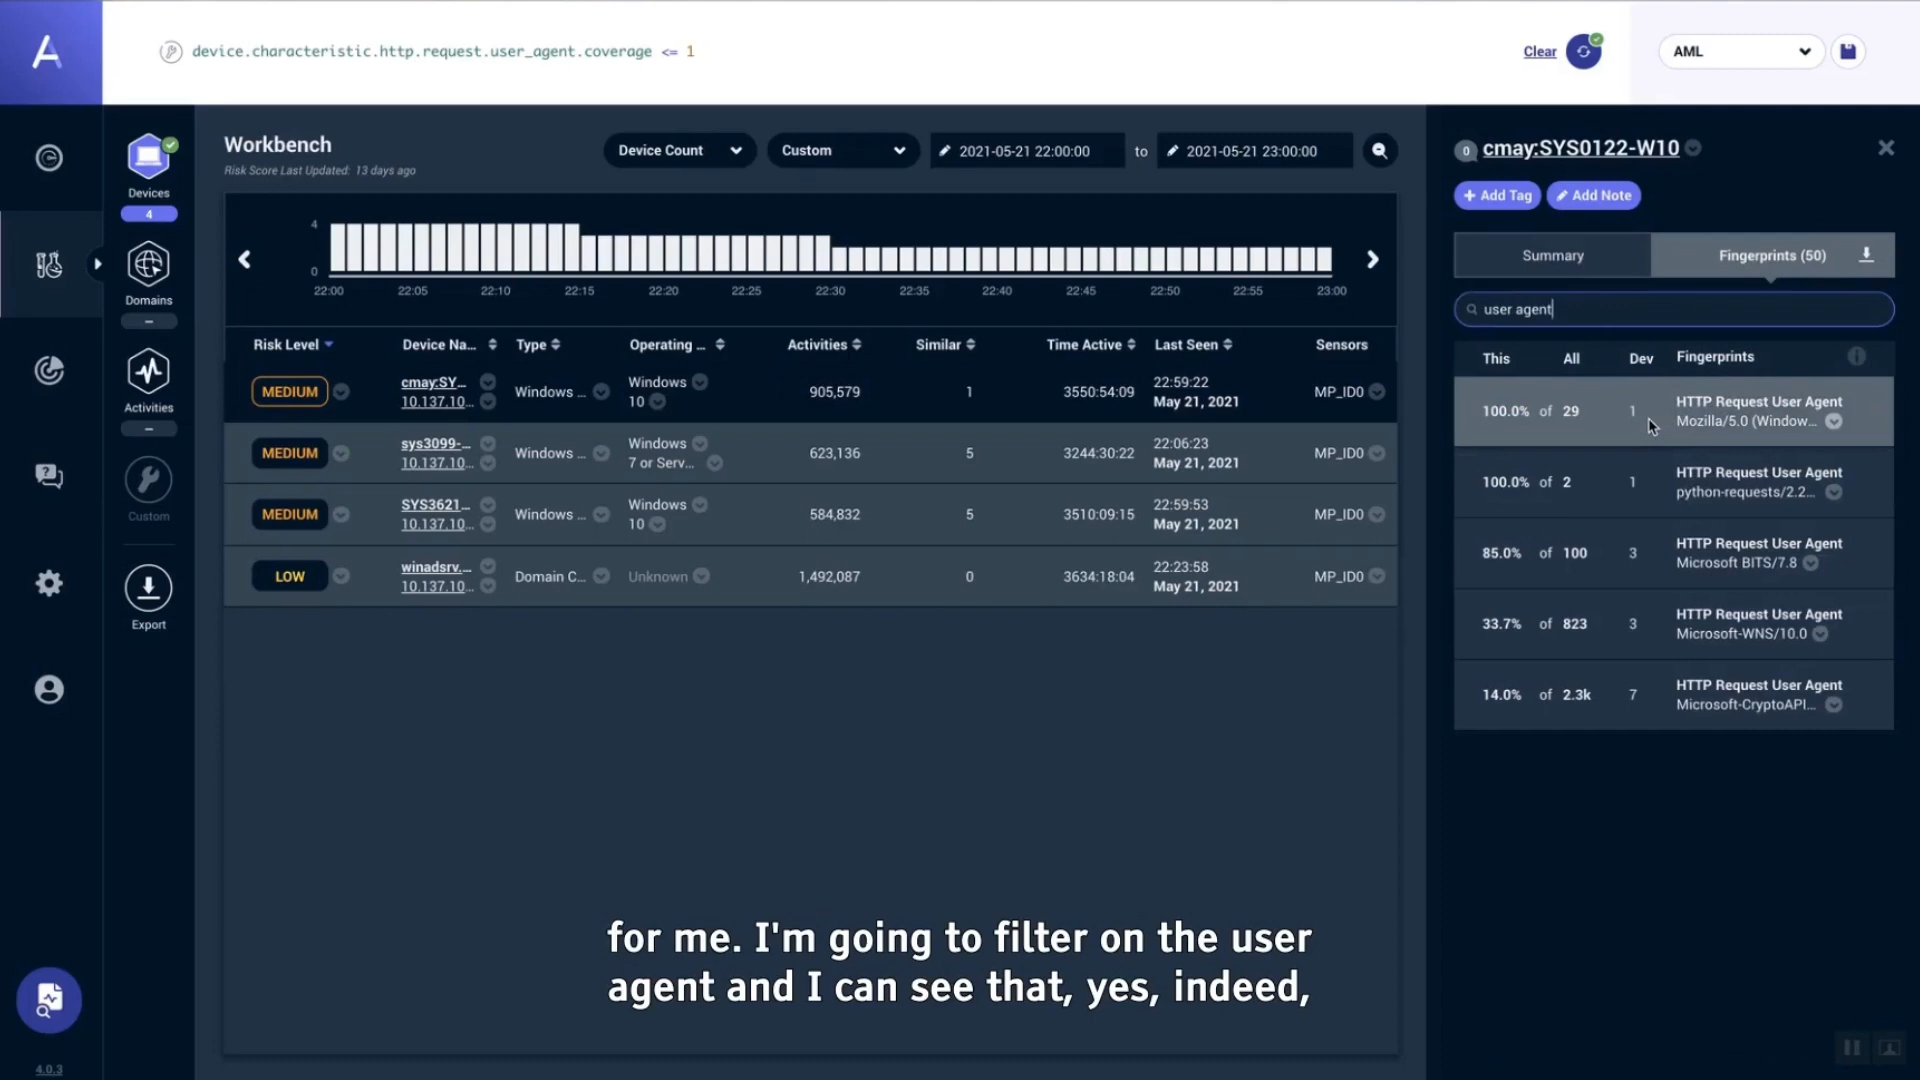 device.characteristic.http.request.user_agent.coverage <= 1
Clear
AML
Workbench
Risk Score Last Updated: 13 days ago
Device Count
Custom
2021-05-21 22:00:00
to
2021-05-21 23:00:00
Devices
4
Domains
–
Activities
–
Custom
Export
4.0.3
4
0
22:00 22:05 22:10 22:15 22:20 22:25 22:30 22:35 22:40 22:45 22:50 22:55 23:00
Risk Level Device Na... Type Operating ... Activities Similar Time Active Last Seen Sensors
MEDIUM cmay:SY... Windows ... Windows 905,579 1 3550:54:09 22:59:22 MP_ID0
10.137.10... 10 May 21, 2021
MEDIUM sys3099-... Windows ... Windows 623,136 5 3244:30:22 22:06:23 MP_ID0
10.137.10... 7 or Serv... May 21, 2021
MEDIUM SYS3621... Windows ... Windows 584,832 5 3510:09:15 22:59:53 MP_ID0
10.137.10... 10 May 21, 2021
LOW winadsrv.... Domain C... Unknown 1,492,087 0 3634:18:04 22:23:58 MP_ID0
10.137.10... May 21, 2021
0 cmay:SYS0122-W10
+ Add Tag
Add Note
Summary
Fingerprints (50)
user agent
This All Dev Fingerprints
100.0% of 29 1 HTTP Request User Agent
Mozilla/5.0 (Window...
100.0% of 2 1 HTTP Request User Agent
python-requests/2.2...
85.0% of 100 3 HTTP Request User Agent
Microsoft BITS/7.8
33.7% of 823 3 HTTP Request User Agent
Microsoft-WNS/10.0
14.0% of 2.3k 7 HTTP Request User Agent
Microsoft-CryptoAPI...
for me. I'm going to filter on the user
agent and I can see that, yes, indeed,